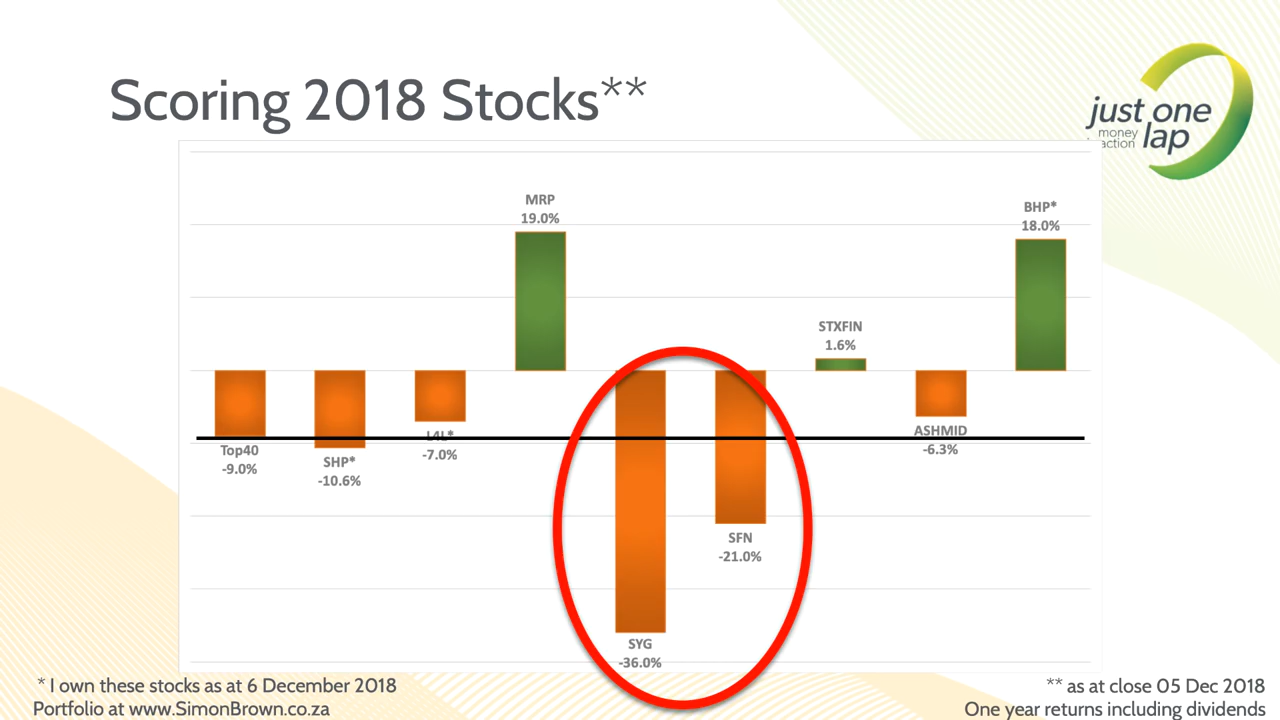 Scoring 2018 Stocks**
just one
money
lap
action
MRP
19.0%
BHP*
18.0%
STXFIN
1.6%
Top40
-9.0%
SHP*
-10.6%
L4L*
-7.0%
ASHMID
-6.3%
SFN
-21.0%
SYG
-36.0%
* I own these stocks as at 6 December 2018
Portfolio at www.SimonBrown.co.za
** as at close 05 Dec 2018
One year returns including dividends